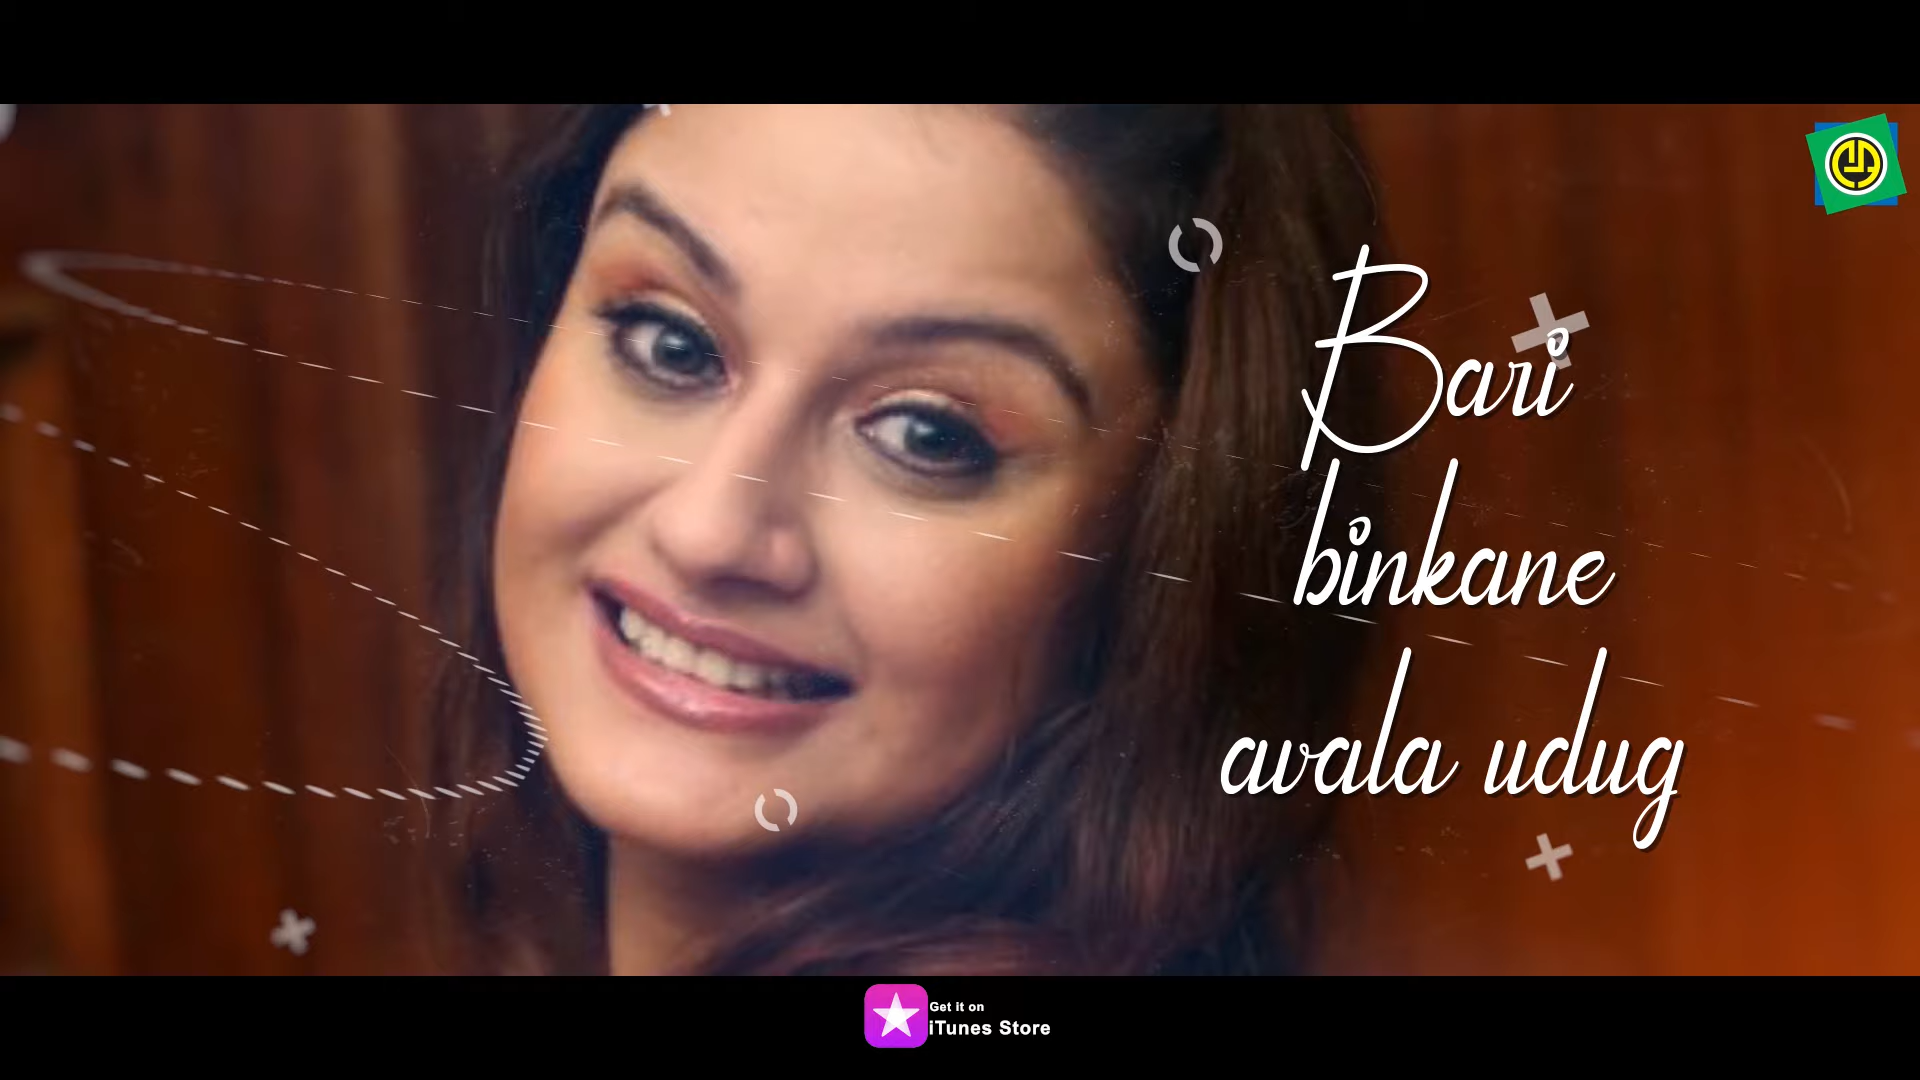 Bari
binkane
avala udug
Get it on
iTunes Store